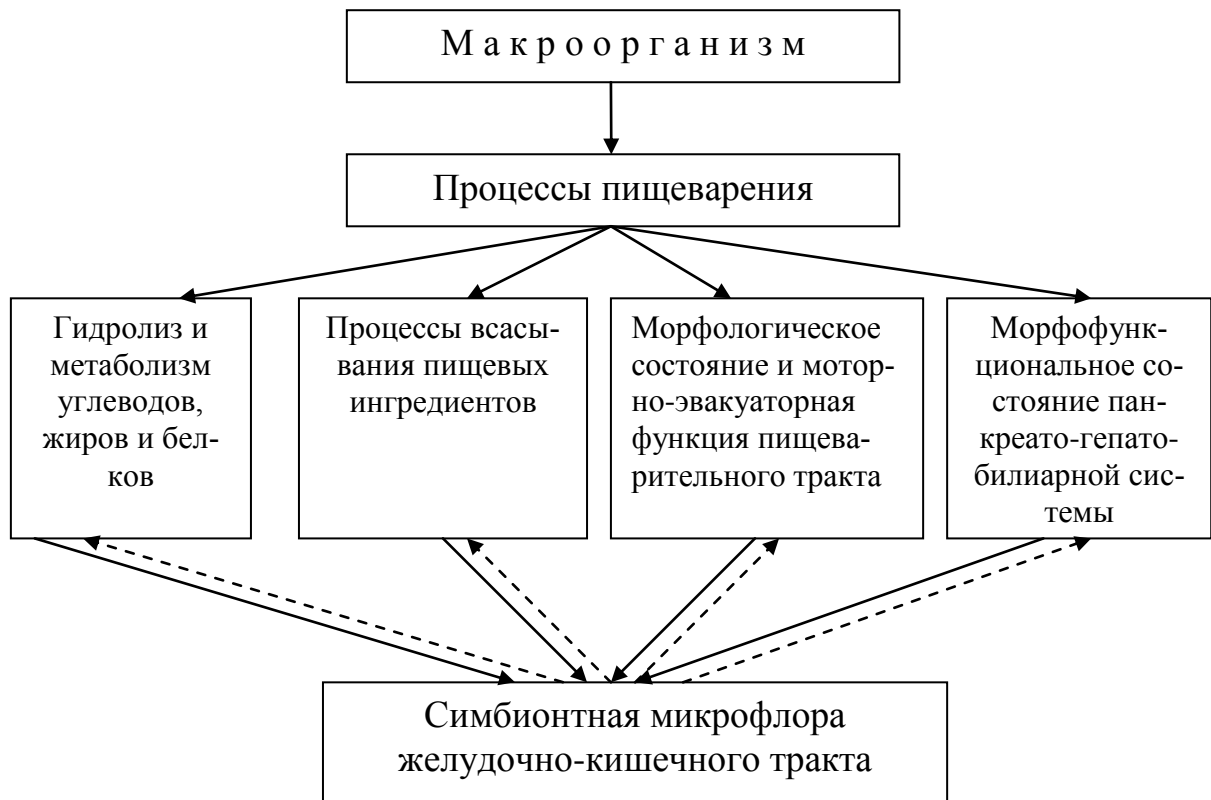 М а к р о о р г а н и з м
Процессы пищеварения
Гидролиз и
метаболизм
углеводов,
жиров и бел-
ков
Процессы всасы-
вания пищевых
ингредиентов
Морфологическое
состояние и мотор-
но-эвакуаторная
функция пищева-
рительного тракта
Морфофунк-
циональное со-
стояние пан-
креато-гепато-
билиарной сис-
темы
Симбионтная микрофлора
желудочно-кишечного тракта